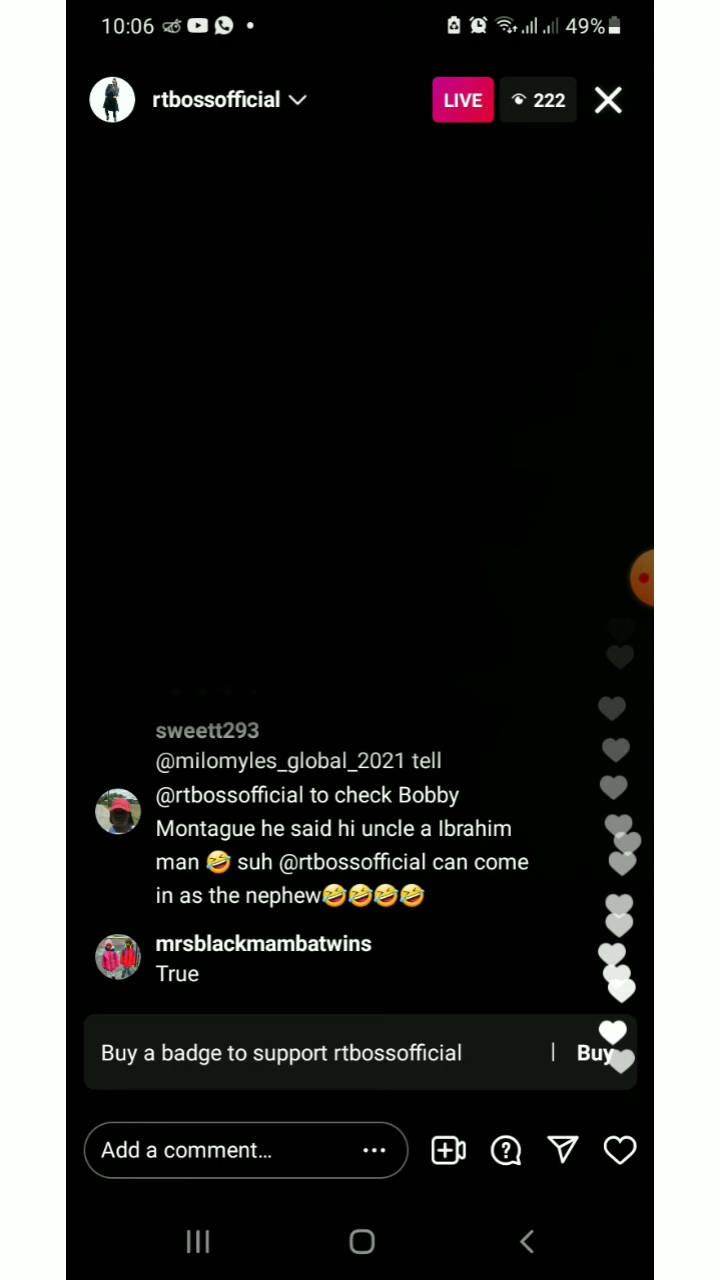 10:06 49%
rtbossofficial LIVE 222
sweett293
@milomyles_global_2021 tell
@rtbossofficial to check Bobby
Montague he said hi uncle a Ibrahim
man 🤣 suh @rtbossofficial can come
in as the nephew🤣🤣🤣🤣
mrsblackmambatwins
True
Buy a badge to support rtbossofficial | Buy
Add a comment...